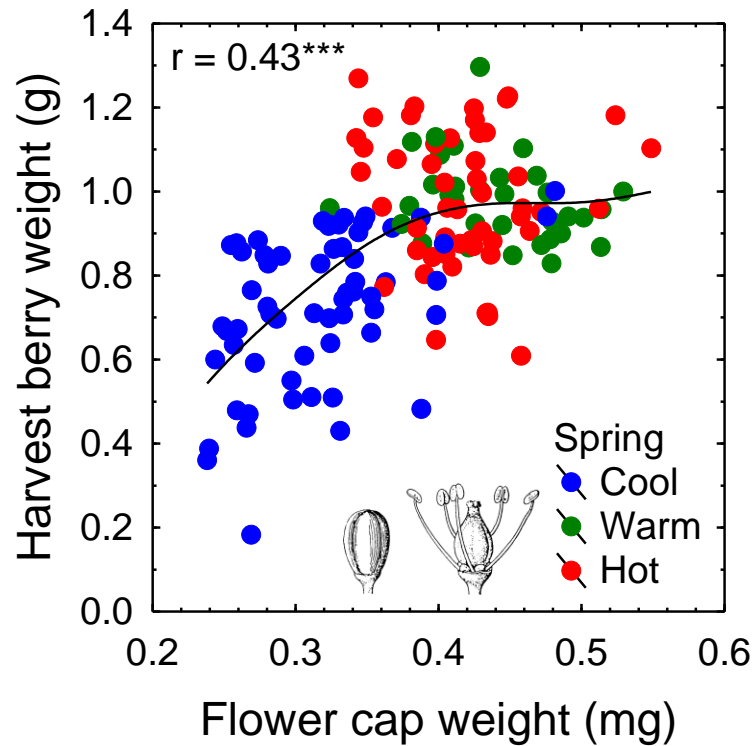 r = 0.43***
Harvest berry weight (g)
1.4
1.2
1.0
0.8
0.6
0.4
0.2
0.0
Spring
Cool
Warm
Hot
0.2 0.3 0.4 0.5 0.6
Flower cap weight (mg)